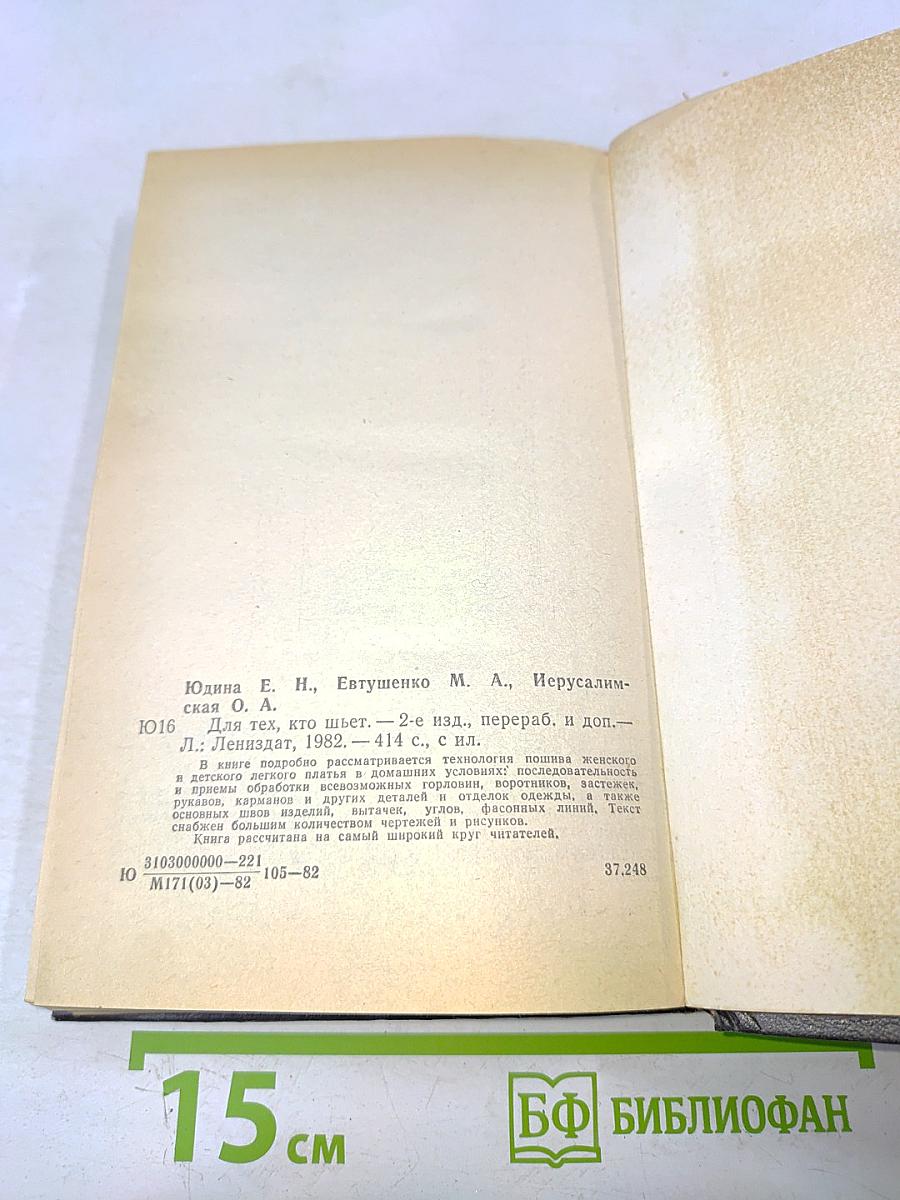 Юдина Е. Н., Евтушенко М. А., Иерусалим-
ская О. А.
Ю16 Для тех, кто шьет. — 2-е изд., перераб. и доп.—
Л.: Лениздат, 1982. — 414 с., с ил.
В книге подробно рассматривается технология пошива женского
и детского легкого платья в домашних условиях: последовательность
и приемы обработки всевозможных горловин, воротников, застежек,
рукавов, карманов и других деталей и отделок одежды, а также
основных швов изделий, вытачек, углов, фасонных линий. Текст
снабжен большим количеством чертежей и рисунков.
Книга рассчитана на самый широкий круг читателей.
3103000000—221
Ю 105—82 37.248
М171(03)—82
15 см
БФ БИБЛИОФАН